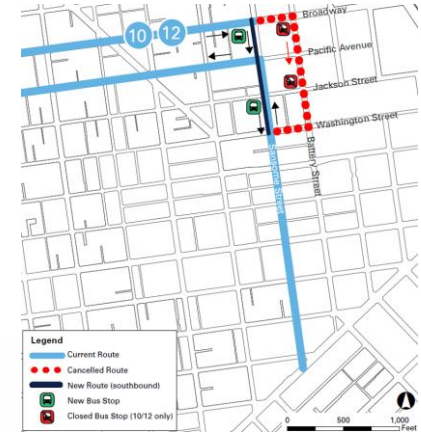 Broadway
10 12
Pacific Avenue
Jackson Street
Washington Street
Sansome Street
Battery Street
Legend
Current Route
Cancelled Route
New Route (southbound)
New Bus Stop
Closed Bus Stop (10/12 only)
0 500 1,000
Feet